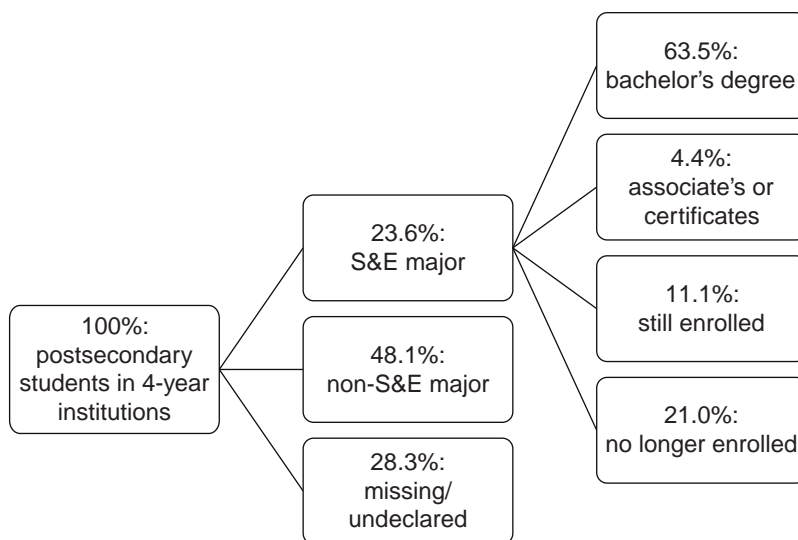 100%:
postsecondary
students in 4-year
institutions
23.6%:
S&E major
48.1%:
non-S&E major
28.3%:
missing/
undeclared
63.5%:
bachelor’s degree
4.4%:
associate’s or
certificates
11.1%:
still enrolled
21.0%:
no longer enrolled